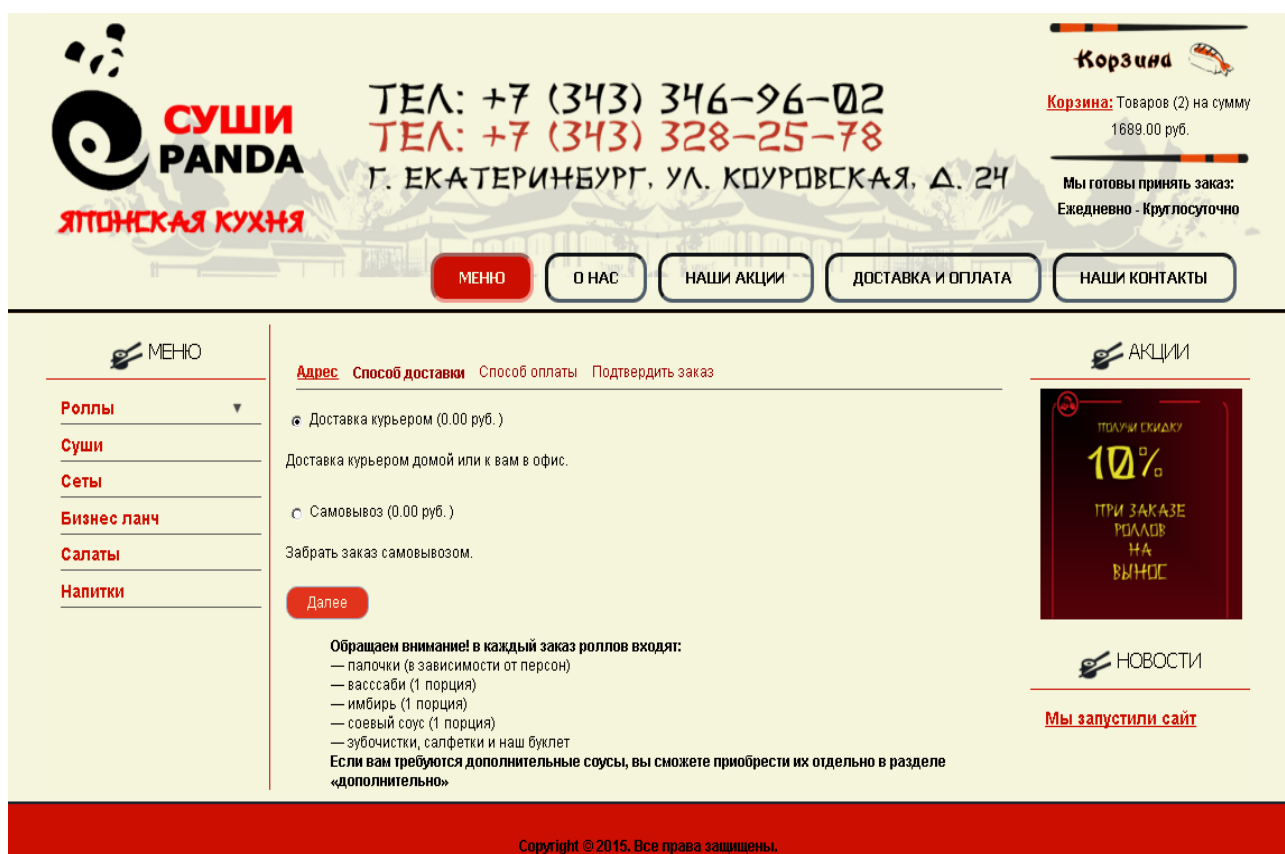 СУШИ
PANDA
ЯПОНСКАЯ КУХНЯ
ТЕЛ: +7 (343) 346-96-02
ТЕЛ: +7 (343) 328-25-78
Г. ЕКАТЕРИНБУРГ, УЛ. КОУРОВСКАЯ, Д. 24
Корзина
Корзина: Товаров (2) на сумму
1689.00 руб.
Мы готовы принять заказ:
Ежедневно - Круглосуточно
МЕНЮ
О НАС
НАШИ АКЦИИ
ДОСТАВКА И ОПЛАТА
НАШИ КОНТАКТЫ
МЕНЮ
Роллы ▼
Суши
Сеты
Бизнес ланч
Салаты
Напитки
Адрес Способ доставки Способ оплаты Подтвердить заказ
Доставка курьером (0.00 руб. )
Доставка курьером домой или к вам в офис.
Самовывоз (0.00 руб. )
Забрать заказ самовывозом.
Далее
Обращаем внимание! в каждый заказ роллов входят:
— палочки (в зависимости от персон)
— васссаби (1 порция)
— имбирь (1 порция)
— соевый соус (1 порция)
— зубочистки, салфетки и наш буклет
Если вам требуются дополнительные соусы, вы сможете приобрести их отдельно в разделе
«дополнительно»
АКЦИИ
ПОЛУЧИ СКИДКУ
10%
ПРИ ЗАКАЗЕ
РОЛЛОВ
НА
ВЫНОС
НОВОСТИ
Мы запустили сайт
Copyright © 2015. Все права защищены.